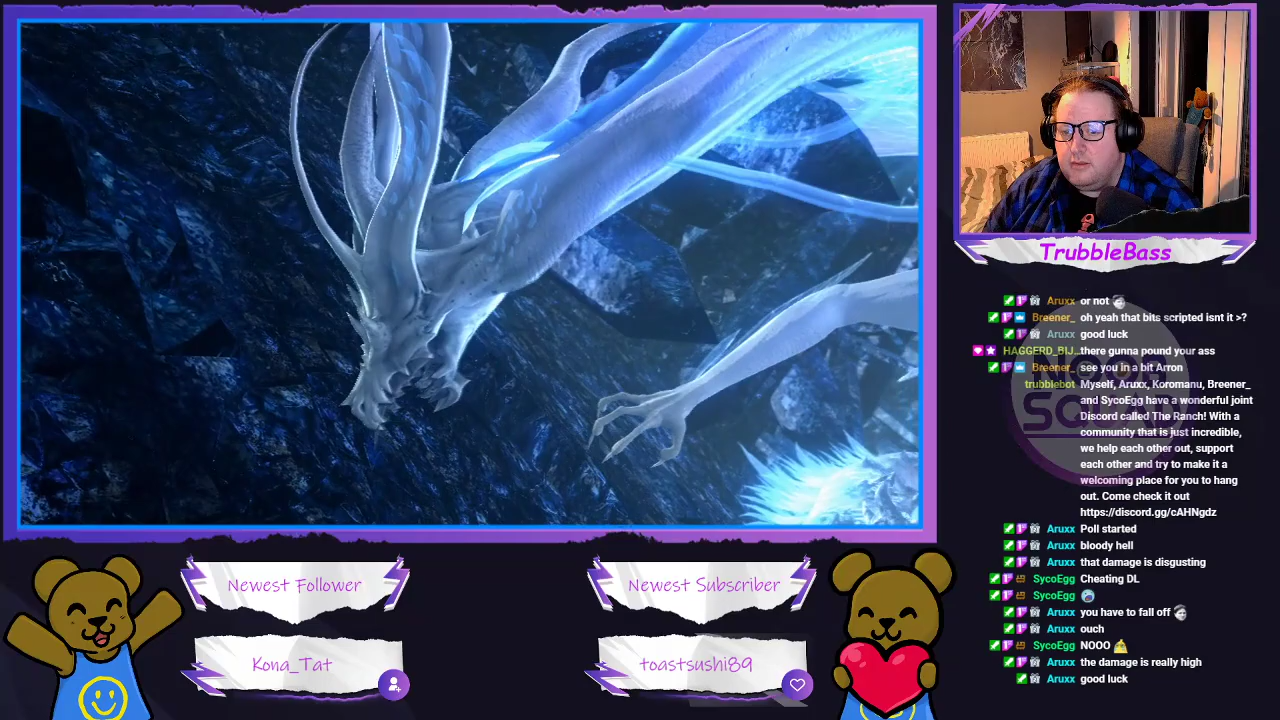 TrubbleBass
Aruxx or not
Breener_ oh yeah that bits scripted isnt it >?
Aruxx good luck
HAGGERD_BIJ... there gunna pound your ass
Breener_ see you in a bit Arron
trubblebot Myself, Aruxx, Koromanu, Breener_
and SycoEgg have a wonderful joint
Discord called The Ranch! With a
community that is just incredible,
we help each other out, support
each other and try to make it a
welcoming place for you to hang
out. Come check it out
https://discord.gg/cAHNgdz
Aruxx Poll started
Aruxx bloody hell
Aruxx that damage is disgusting
SycoEgg Cheating DL
SycoEgg
Aruxx you have to fall off
Aruxx ouch
SycoEgg NOOO
Aruxx the damage is really high
Aruxx good luck
Newest Follower
Kona_Tat
Newest Subscriber
toastsushi89